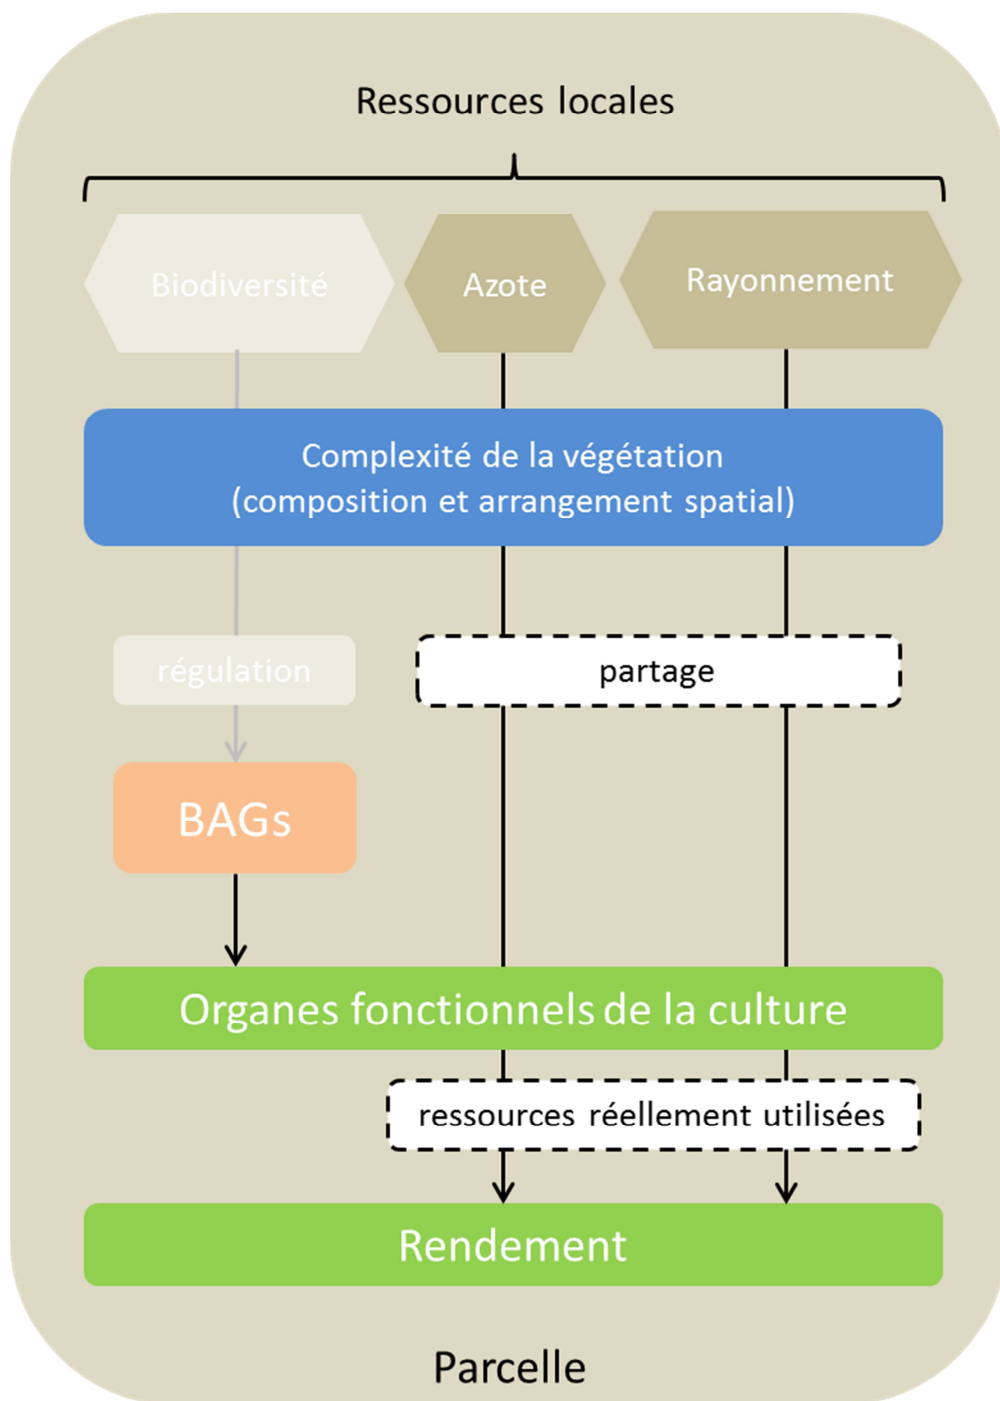 Ressources locales
Biodiversité
Azote
Rayonnement
Complexité de la végétation
(composition et arrangement spatial)
régulation
partage
BAGs
Organes fonctionnels de la culture
ressources réellement utilisées
Rendement
Parcelle